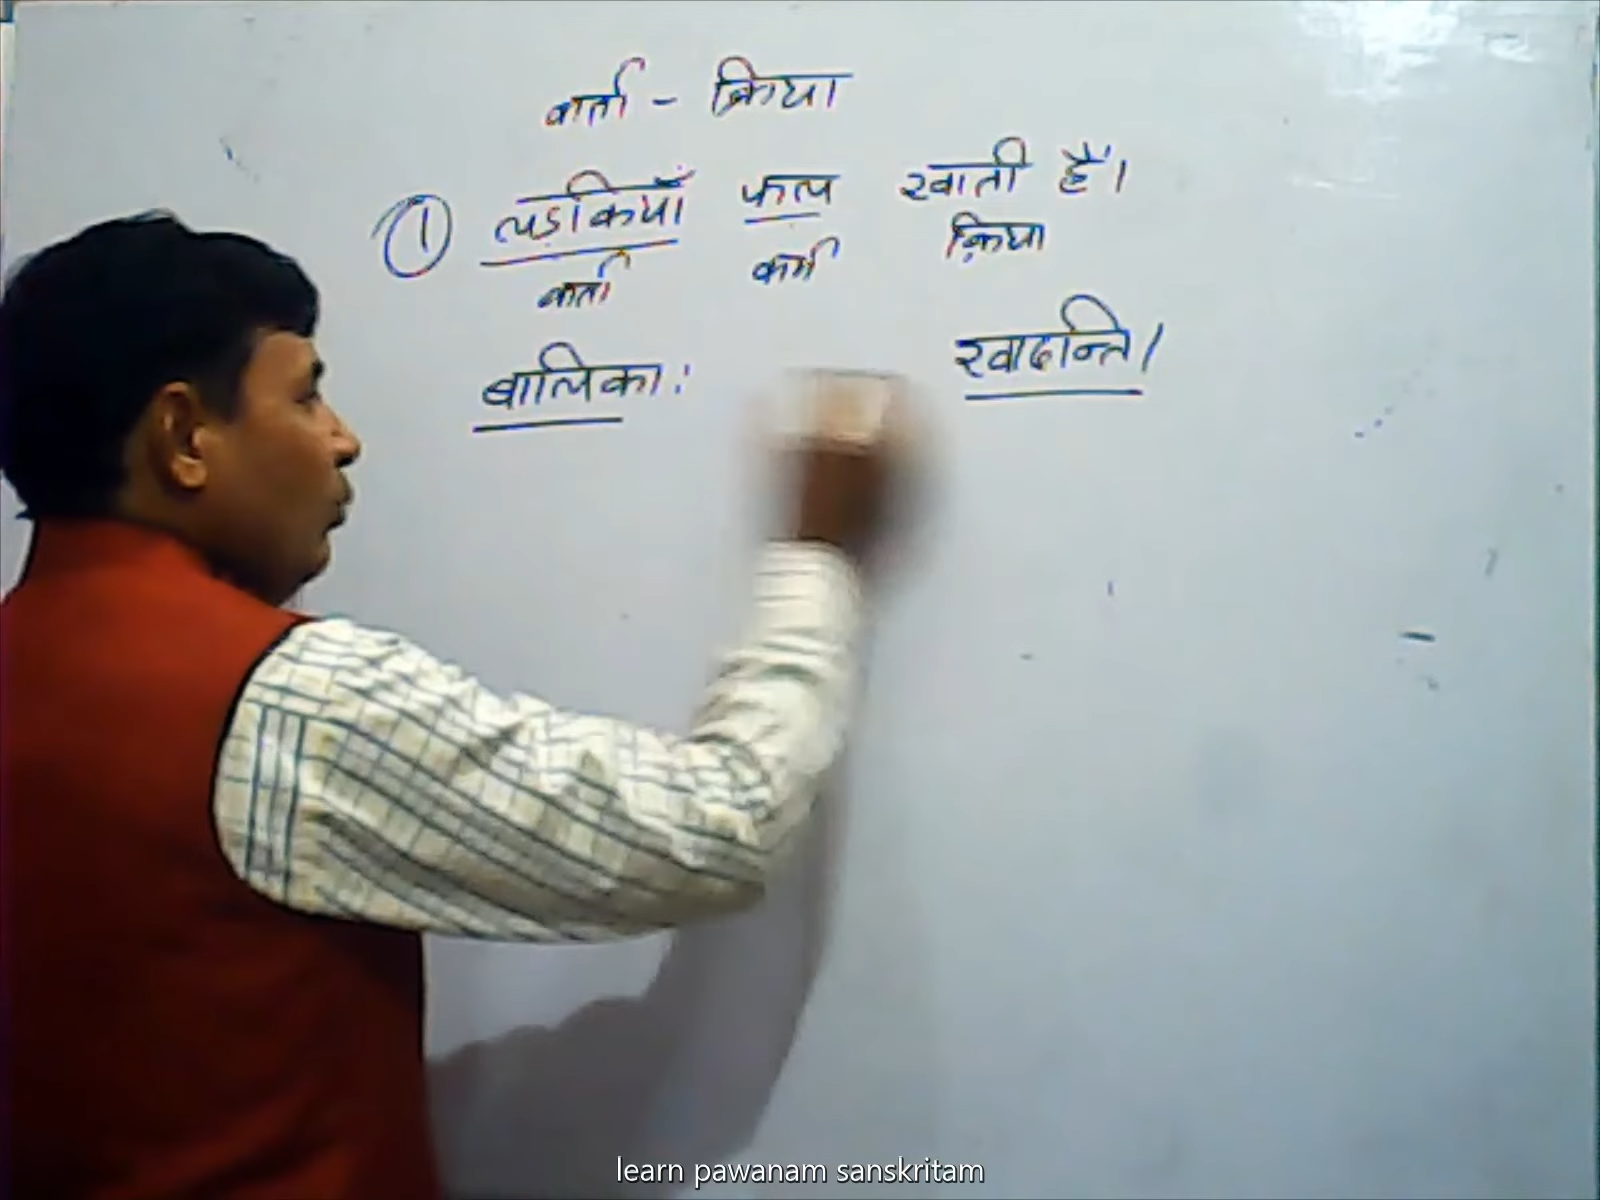 कर्ता - क्रिया
① लड़कियाँ फल खाती हैं।
कर्ता कर्म क्रिया
बालिकाः खादन्ति।
learn pawanam sanskritam